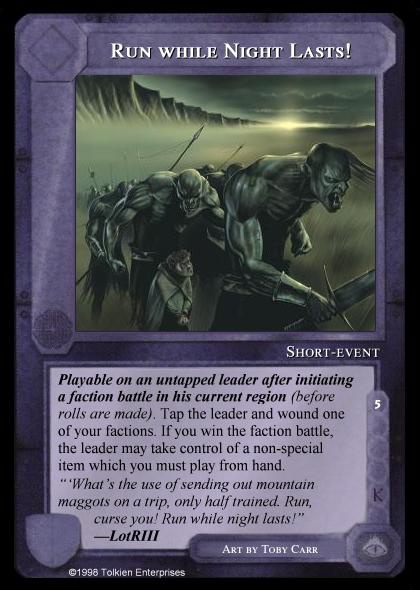 Run while Night Lasts!
Short-event
Playable on an untapped leader after initiating
a faction battle in his current region (before
rolls are made). Tap the leader and wound one
of your factions. If you win the faction battle,
the leader may take control of a non-special
item which you must play from hand.
“‘What’s the use of sending out mountain
maggots on a trip, only half trained. Run,
curse you! Run while night lasts!”
—LotRIII
5
K
Art by Toby Carr
©1998 Tolkien Enterprises